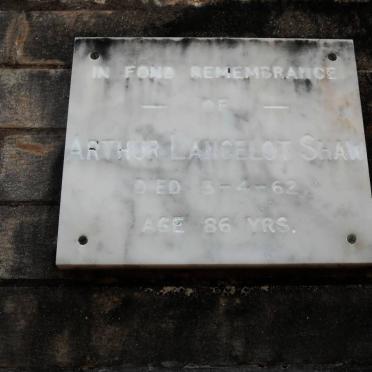 IN FOND REMEMBRANCE
— OF —
ARTHUR LANCELOT SHAW
DIED 3-4-62
AGE 86 YRS.